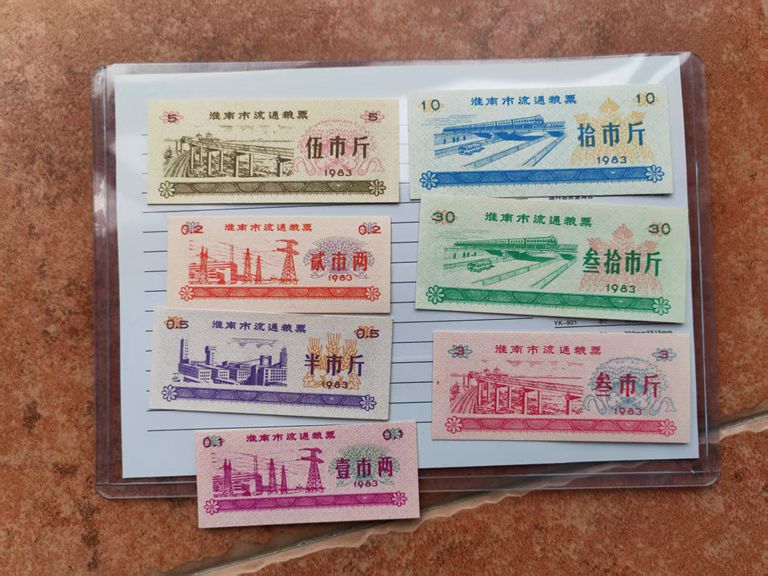 5 淮南市流通粮票 5
伍市斤
1983
0.2 淮南市流通粮票 0.2
贰市两
1983
0.5 淮南市流通粮票 0.5
半市斤
1983
0.1 淮南市流通粮票 0.1
壹市两
1983
10 淮南市流通粮票 10
拾市斤
1983
30 淮南市流通粮票 30
叁拾市斤
1983
YK-901
3 淮南市流通粮票 3
叁市斤
1983